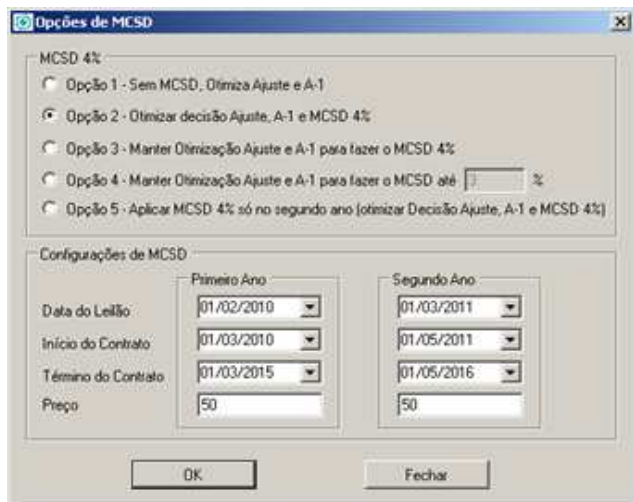 Opções de MCSD
MCSD 4%
Opção 1 - Sem MCSD, Otimiza Ajuste e A-1
Opção 2 - Otimizar decisão Ajuste, A-1 e MCSD 4%
Opção 3 - Manter Otimização Ajuste e A-1 para fazer o MCSD 4%
Opção 4 - Manter Otimização Ajuste e A-1 para fazer o MCSD até %
Opção 5 - Aplicar MCSD 4% só no segundo ano (otimizar Decisão Ajuste, A-1 e MCSD 4%)
Configurações de MCSD
Primeiro Ano Segundo Ano
Data do Leilão 01/02/2010 01/03/2011
Início do Contrato 01/03/2010 01/05/2011
Término do Contrato 01/03/2015 01/05/2016
Preço 50 50
OK Fechar